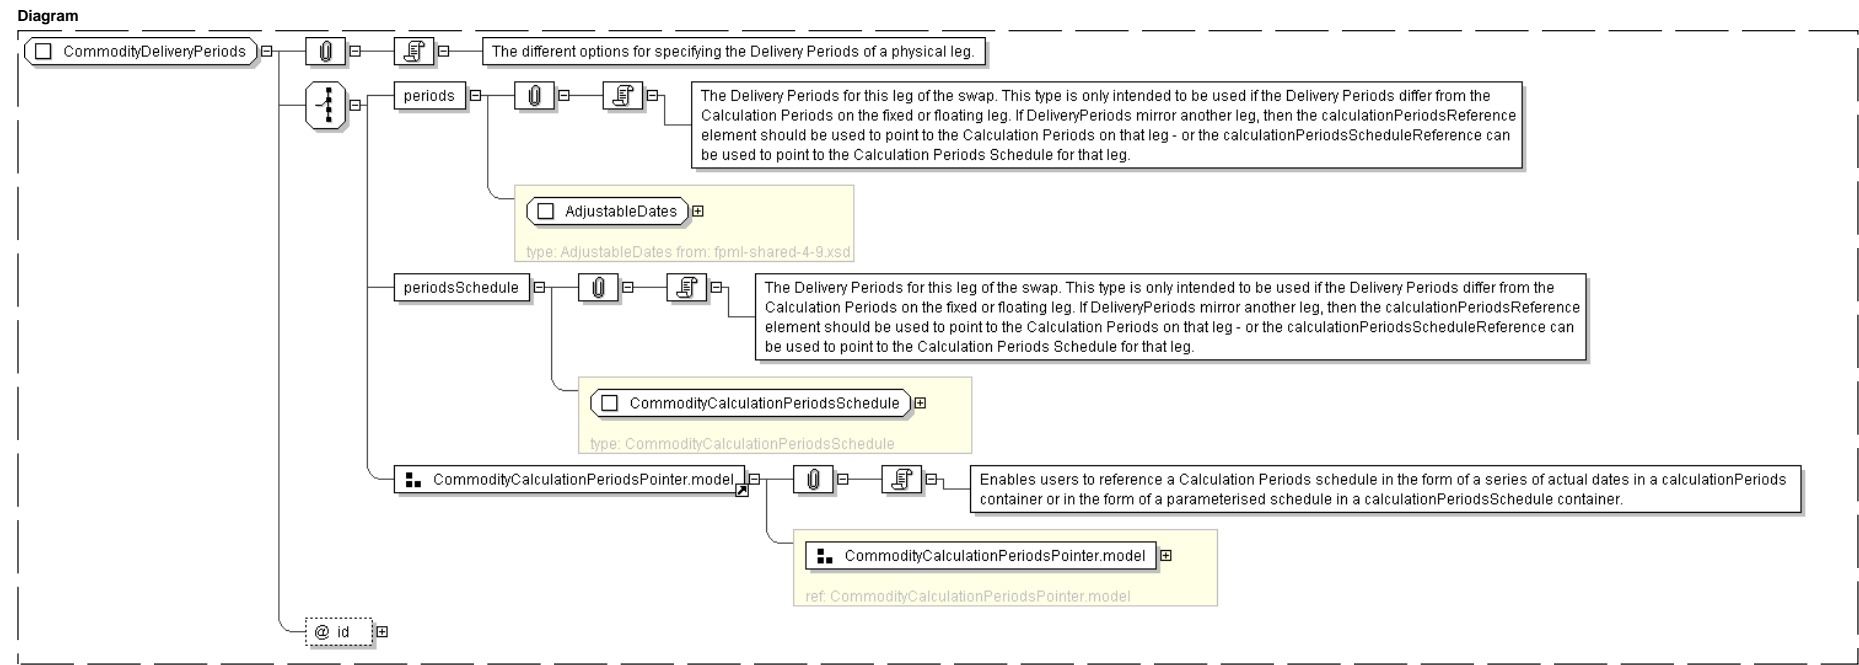 Diagram
CommodityDeliveryPeriods
The different options for specifying the Delivery Periods of a physical leg.
periods
The Delivery Periods for this leg of the swap. This type is only intended to be used if the Delivery Periods differ from the
Calculation Periods on the fixed or floating leg. If DeliveryPeriods mirror another leg, then the calculationPeriodsReference
element should be used to point to the Calculation Periods on that leg - or the calculationPeriodsScheduleReference can
be used to point to the Calculation Periods Schedule for that leg.
AdjustableDates
type: AdjustableDates from: fpml-shared-4-9.xsd
periodsSchedule
The Delivery Periods for this leg of the swap. This type is only intended to be used if the Delivery Periods differ from the
Calculation Periods on the fixed or floating leg. If DeliveryPeriods mirror another leg, then the calculationPeriodsReference
element should be used to point to the Calculation Periods on that leg - or the calculationPeriodsScheduleReference can
be used to point to the Calculation Periods Schedule for that leg.
CommodityCalculationPeriodsSchedule
type: CommodityCalculationPeriodsSchedule
CommodityCalculationPeriodsPointer.model
Enables users to reference a Calculation Periods schedule in the form of a series of actual dates in a calculationPeriods
container or in the form of a parameterised schedule in a calculationPeriodsSchedule container.
CommodityCalculationPeriodsPointer.model
ref: CommodityCalculationPeriodsPointer.model
@ id